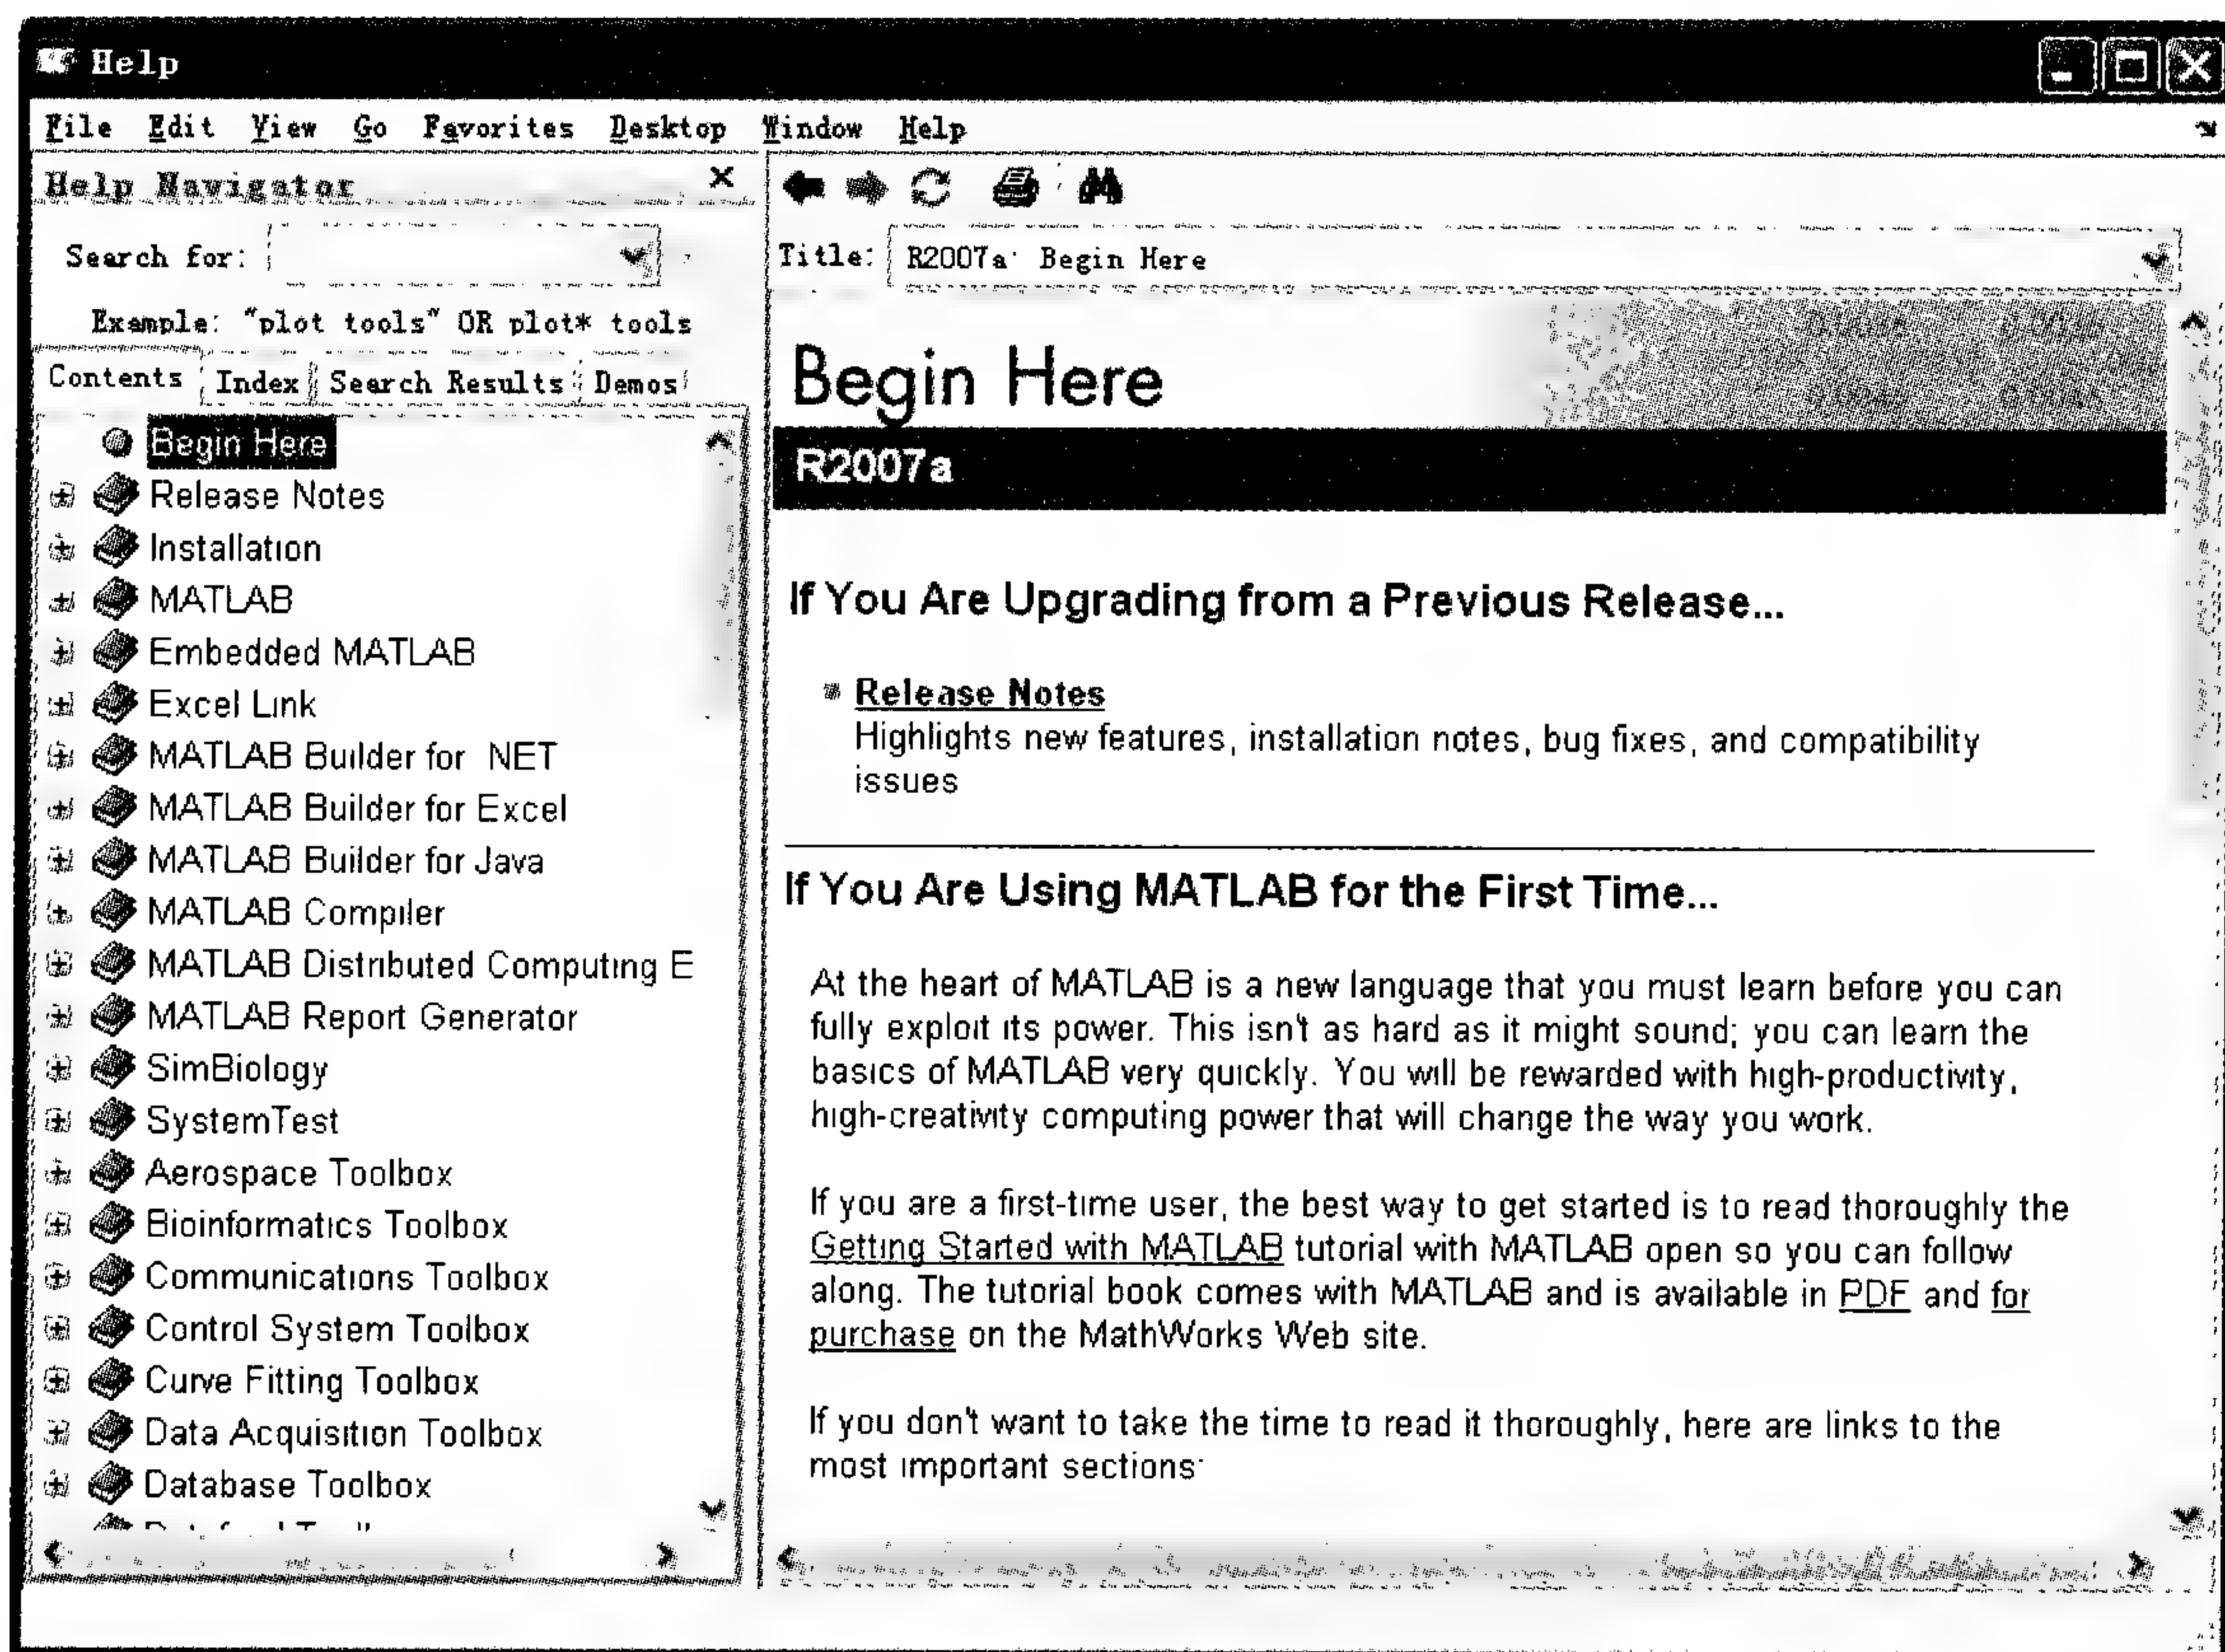 Help
File Edit View Go Favorites Desktop Window Help
Help Navigator
Search for:
Example: "plot tools" OR plot* tools
Contents Index Search Results Demos
Begin Here
Release Notes
Installation
MATLAB
Embedded MATLAB
Excel Link
MATLAB Builder for NET
MATLAB Builder for Excel
MATLAB Builder for Java
MATLAB Compiler
MATLAB Distributed Computing E
MATLAB Report Generator
SimBiology
SystemTest
Aerospace Toolbox
Bioinformatics Toolbox
Communications Toolbox
Control System Toolbox
Curve Fitting Toolbox
Data Acquisition Toolbox
Database Toolbox
Title: R2007a Begin Here
Begin Here
R2007a
If You Are Upgrading from a Previous Release...
Release Notes
Highlights new features, installation notes, bug fixes, and compatibility
issues
If You Are Using MATLAB for the First Time...
At the heart of MATLAB is a new language that you must learn before you can
fully exploit its power. This isn't as hard as it might sound; you can learn the
basics of MATLAB very quickly. You will be rewarded with high-productivity,
high-creativity computing power that will change the way you work.
If you are a first-time user, the best way to get started is to read thoroughly the
Getting Started with MATLAB tutorial with MATLAB open so you can follow
along. The tutorial book comes with MATLAB and is available in PDF and for
purchase on the MathWorks Web site.
If you don't want to take the time to read it thoroughly, here are links to the
most important sections: